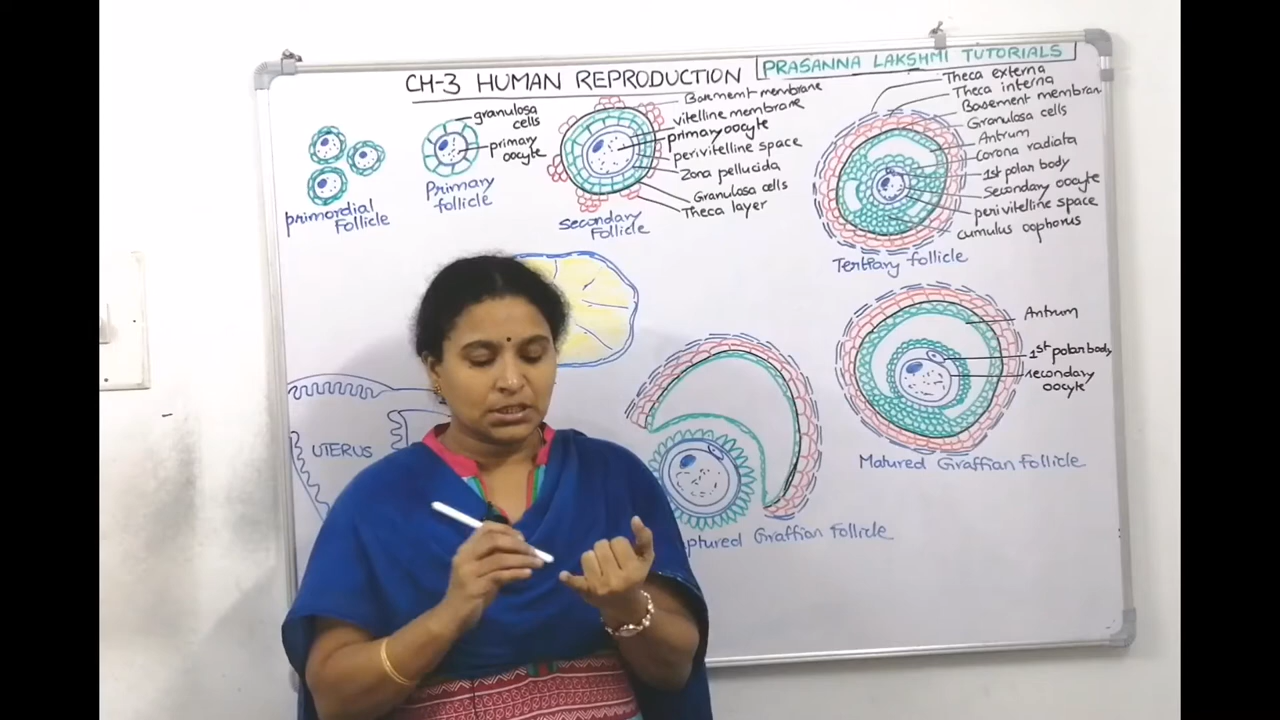 CH-3 HUMAN REPRODUCTION
PRASANNA LAKSHMI TUTORIALS
granulosa
cells
primary
oocyte
primordial
Follicle
Primary
follicle
Basement membrane
vitelline membrane
primary oocyte
perivitelline space
Zona pellucida
Granulosa cells
Theca layer
Secondary
Follicle
Theca externa
Theca interna
Basement membran
Granulosa cells
Antrum
Corona radiata
1st polar body
Secondary oocyte
perivitelline space
cumulus oophorus
Tertiary follicle
Antrum
1st polar body
secondary
oocyte
Matured Graffian Follicle
UTERUS
ptured Graffian Follicle